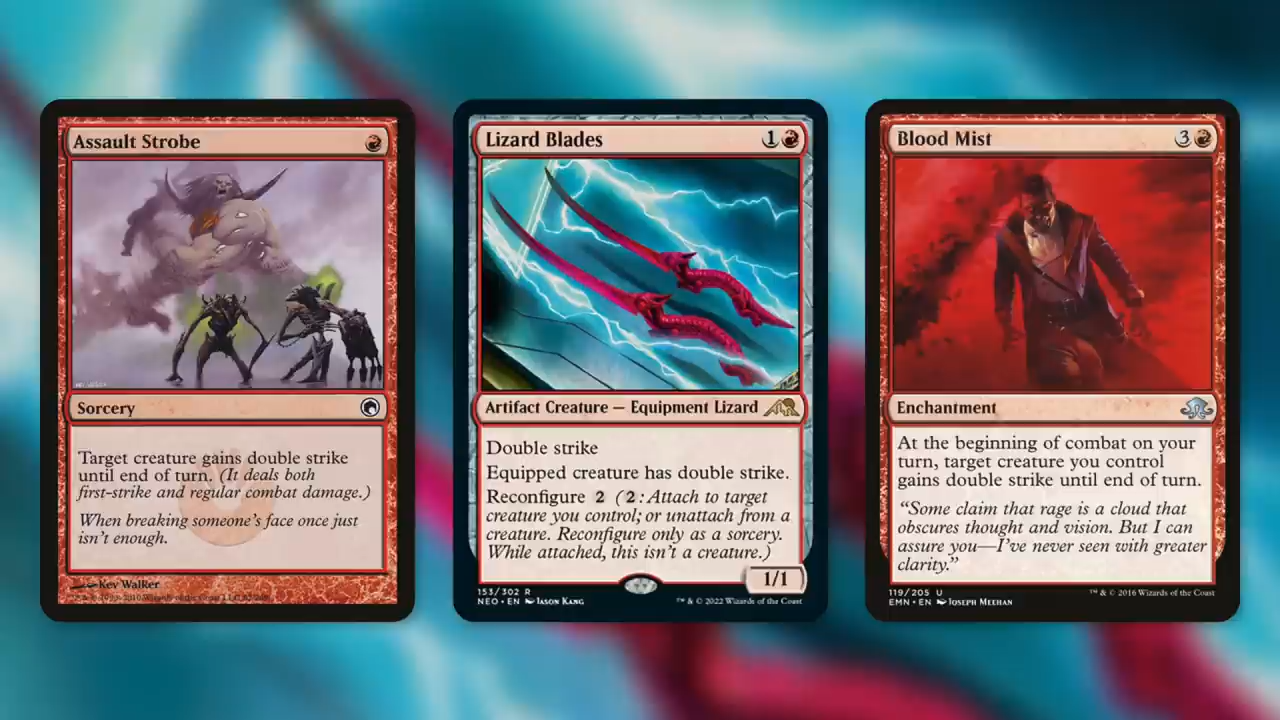 Assault Strobe
Sorcery
Target creature gains double strike
until end of turn. (It deals both
first-strike and regular combat damage.)
When breaking someone's face once just
isn't enough.
Kev Walker
Lizard Blades
1
Artifact Creature — Equipment Lizard
Double strike
Equipped creature has double strike.
Reconfigure 2 (2: Attach to target
creature you control; or unattach from a
creature. Reconfigure only as a sorcery.
While attached, this isn't a creature.)
1/1
153/302 R
NEO • EN Jason Kang
™ & © 2022 Wizards of the Coast
Blood Mist
3
Enchantment
At the beginning of combat on your
turn, target creature you control
gains double strike until end of turn.
"Some claim that rage is a cloud that
obscures thought and vision. But I can
assure you—I've never seen with greater
clarity."
119/205 U
EMN • EN Joseph Meehan
™ & © 2016 Wizards of the Coast